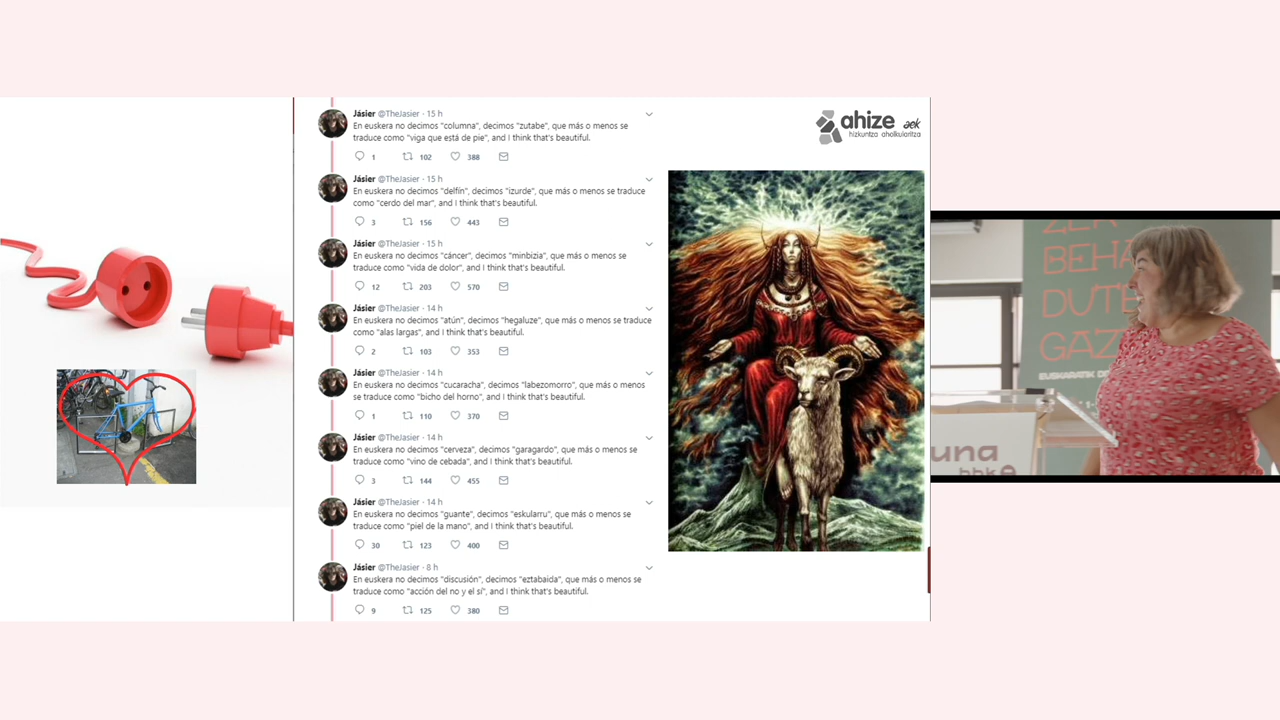 Jásier @TheJasier · 15 h
En euskera no decimos "columna", decimos "zutabe", que más o menos se
traduce como "viga que está de pie", and I think that's beautiful.
1 102 388
Jásier @TheJasier · 15 h
En euskera no decimos "delfín", decimos "izurde", que más o menos se traduce
como "cerdo del mar", and I think that's beautiful.
3 156 443
Jásier @TheJasier · 15 h
En euskera no decimos "cáncer", decimos "minbizia", que más o menos se
traduce como "vida de dolor", and I think that's beautiful.
12 203 570
Jásier @TheJasier · 14 h
En euskera no decimos "atún", decimos "hegaluze", que más o menos se traduce
como "alas largas", and I think that's beautiful.
2 103 353
Jásier @TheJasier · 14 h
En euskera no decimos "cucaracha", decimos "labezomorro", que más o menos
se traduce como "bicho del horno", and I think that's beautiful.
1 110 370
Jásier @TheJasier · 14 h
En euskera no decimos "cerveza", decimos "garagardo", que más o menos se
traduce como "vino de cebada", and I think that's beautiful.
3 144 455
Jásier @TheJasier · 14 h
En euskera no decimos "guante", decimos "eskularru", que más o menos se
traduce como "piel de la mano", and I think that's beautiful.
30 123 400
Jásier @TheJasier · 8 h
En euskera no decimos "discusión", decimos "eztabaida", que más o menos se
traduce como "acción del no y el sí", and I think that's beautiful.
9 125 380
ahize aek
hizkuntza aholkularitza
ZER
BEHA
DUTE
GAZ
una
bbk